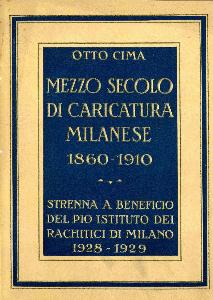 OTTO CIMA
MEZZO SECOLO
DI CARICATURA
MILANESE
1860-1910
STRENNA A BENEFICIO
DEL PIO ISTITUTO DEI
RACHITICI DI MILANO
1928-1929